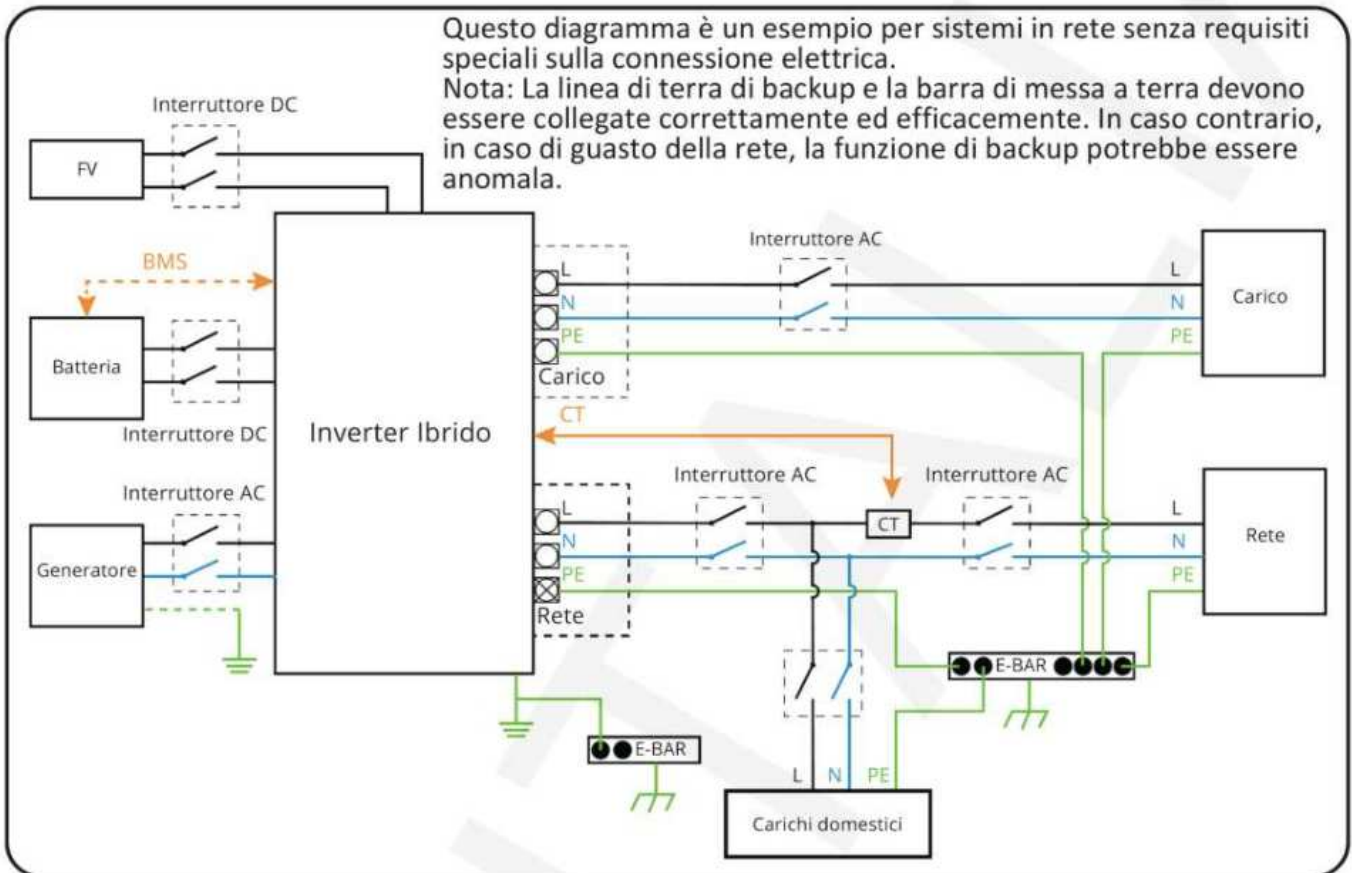 Questo diagramma è un esempio per sistemi in rete senza requisiti
speciali sulla connessione elettrica.
Nota: La linea di terra di backup e la barra di messa a terra devono
essere collegate correttamente ed efficacemente. In caso contrario,
in caso di guasto della rete, la funzione di backup potrebbe essere
anomala.
Interruttore DC
FV
BMS
Batteria
Interruttore DC
Interruttore AC
Generatore
Inverter Ibrido
L
N
PE
Carico
Interruttore AC
L
N
PE
Carico
CT
Interruttore AC
Interruttore AC
L
N
PE
Rete
CT
L
N
PE
Rete
E-BAR
E-BAR
L N PE
Carichi domestici